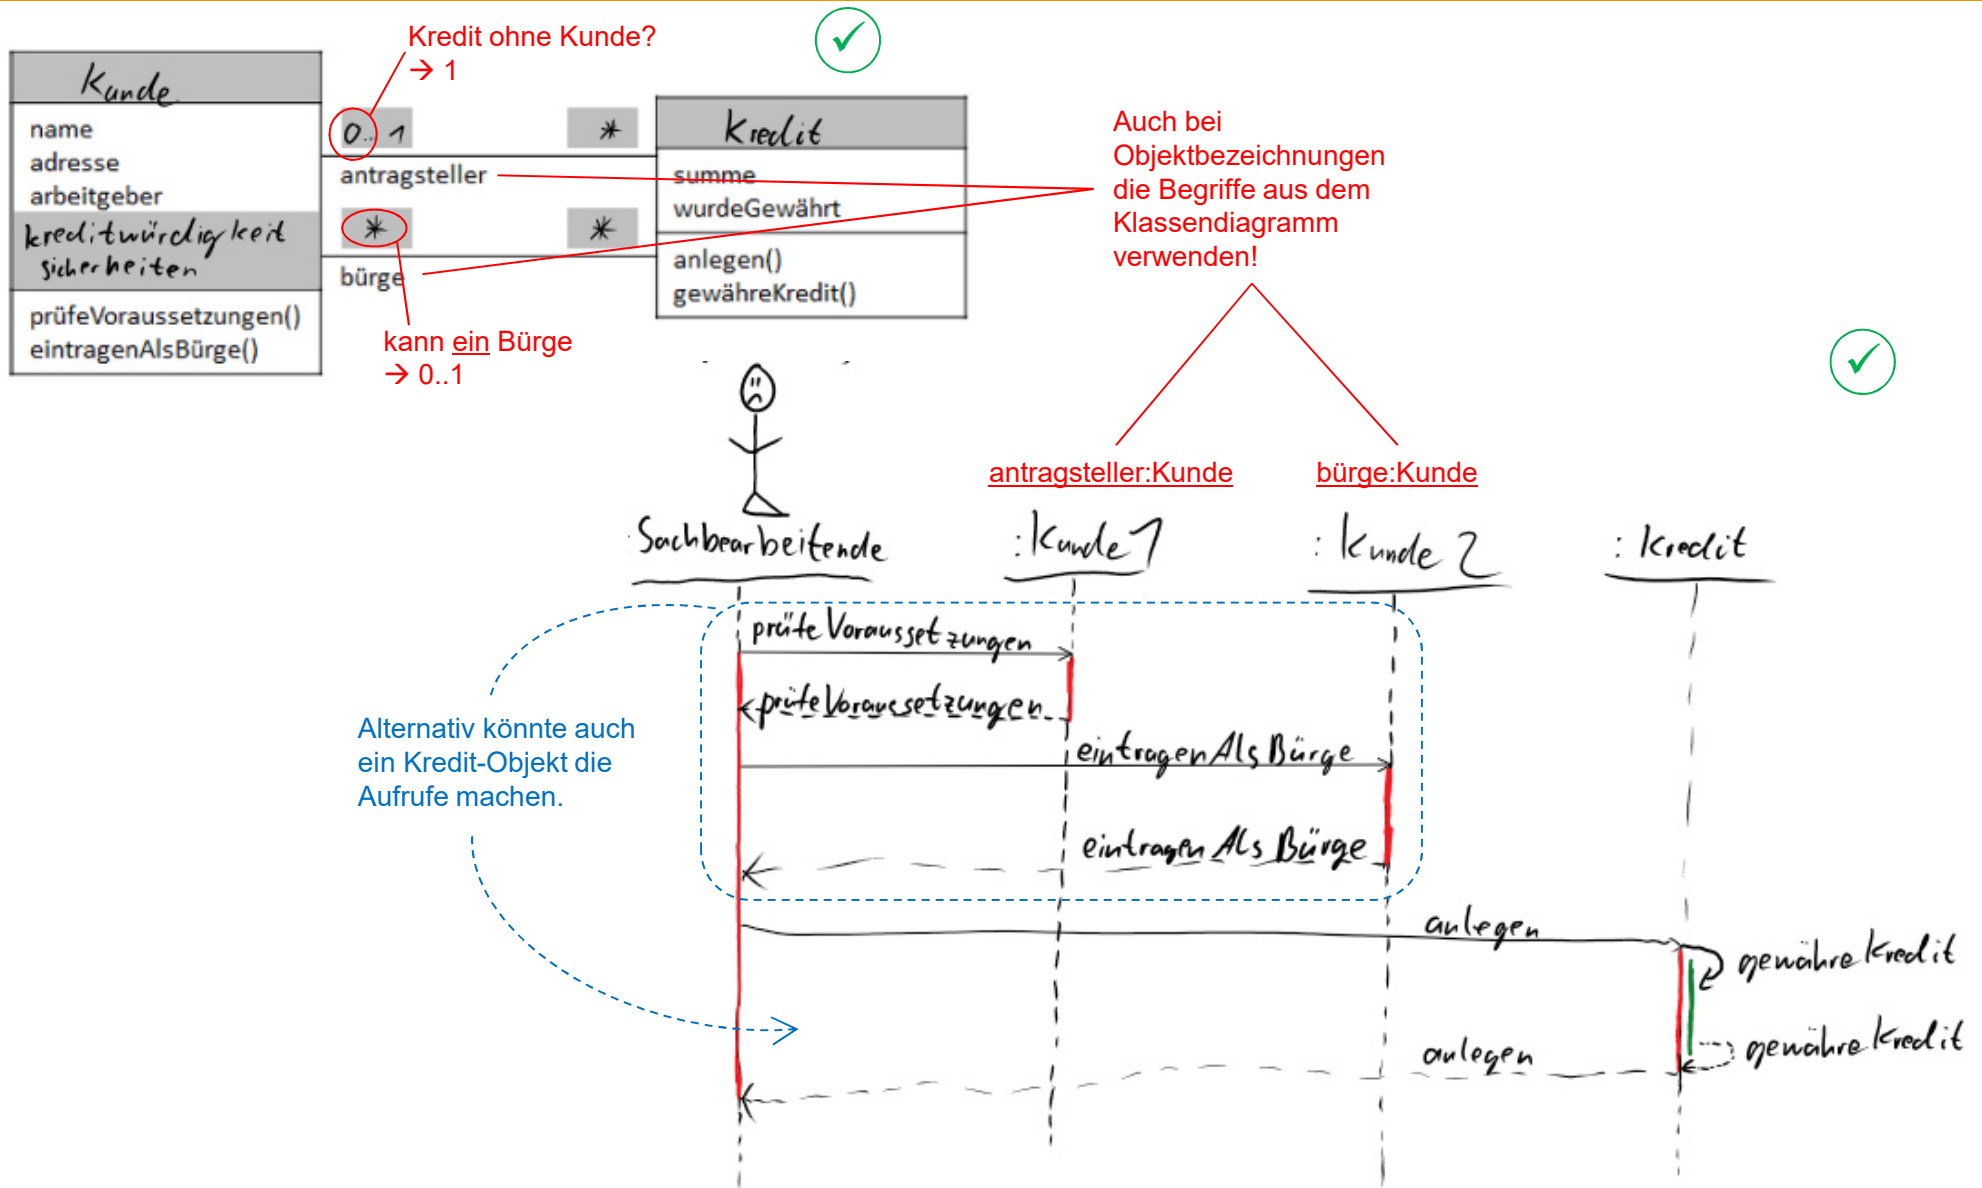 Kredit ohne Kunde?
→ 1
Kunde
name
adresse
arbeitgeber
kreditwürdigkeit
sicherheiten
prüfeVoraussetzungen()
eintragenAlsBürge()
0..1
*
antragsteller
*
*
bürge
kann ein Bürge
→ 0..1
Kredit
summe
wurdeGewährt
anlegen()
gewähreKredit()
Auch bei
Objektbezeichnungen
die Begriffe aus dem
Klassendiagramm
verwenden!
antragsteller:Kunde
bürge:Kunde
:Sachbearbeitende
:Kunde 1
: Kunde 2
: Kredit
prüfeVoraussetzungen
prüfeVoraussetzungen
eintragenAlsBürge
eintragenAlsBürge
Alternativ könnte auch
ein Kredit-Objekt die
Aufrufe machen.
anlegen
gewähreKredit
anlegen
gewähreKredit